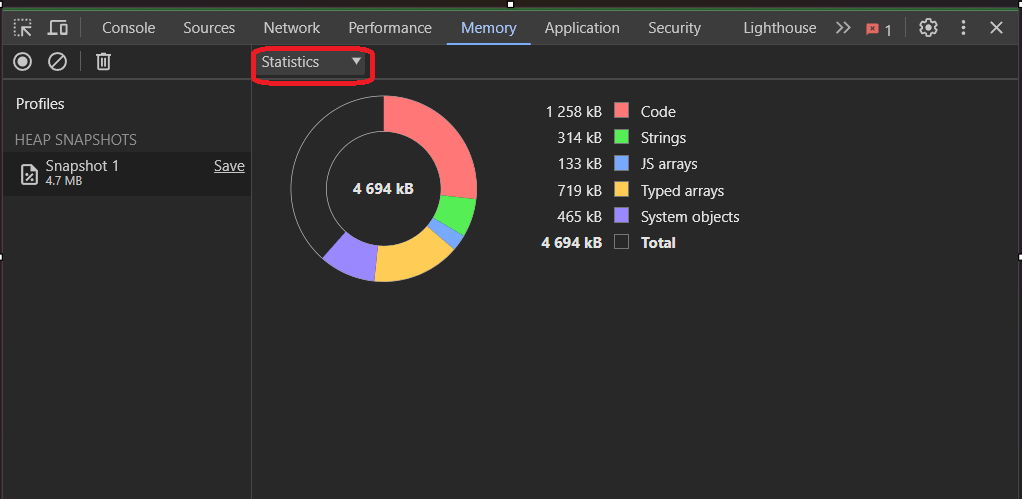 Console Sources Network Performance Memory Application Security Lighthouse 1
Statistics
Profiles
HEAP SNAPSHOTS
Snapshot 1 Save
4.7 MB
4 694 kB
1 258 kB Code
314 kB Strings
133 kB JS arrays
719 kB Typed arrays
465 kB System objects
4 694 kB Total